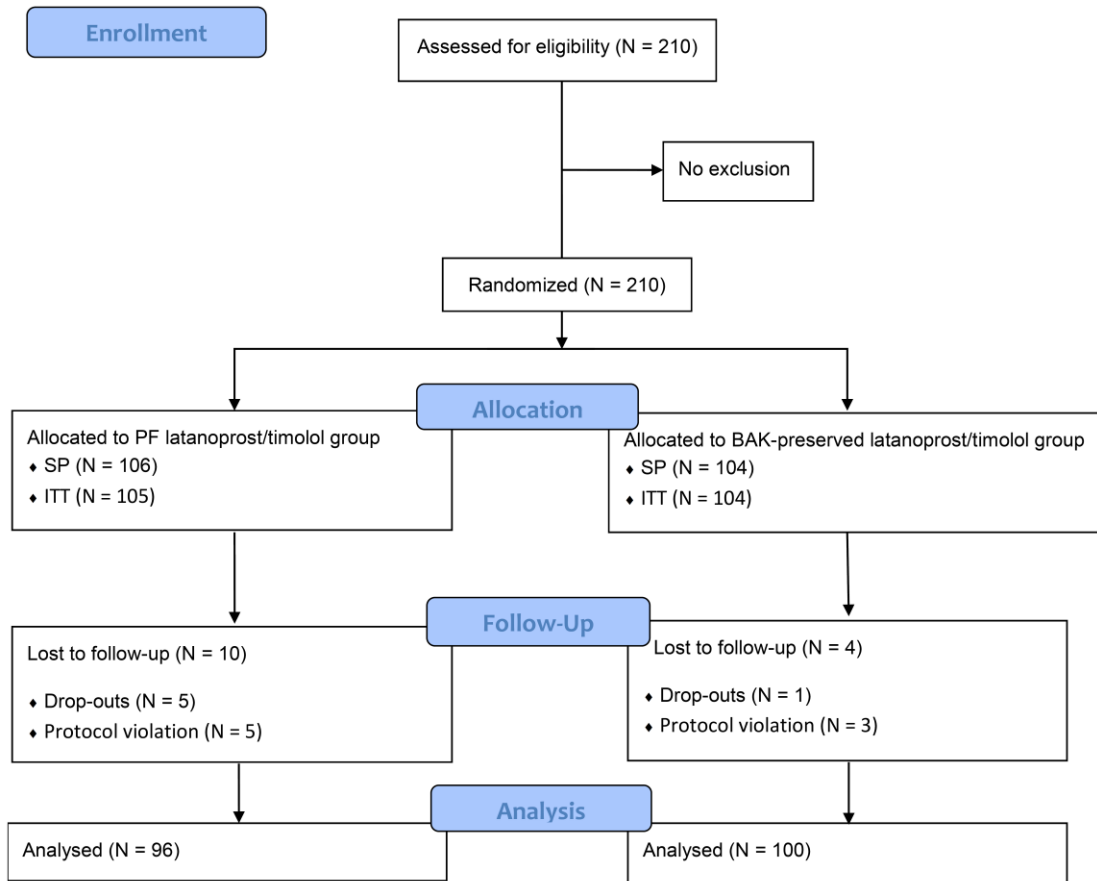 Enrollment
Assessed for eligibility (N = 210)
No exclusion
Randomized (N = 210)
Allocation
Allocated to PF latanoprost/timolol group
♦ SP (N = 106)
♦ ITT (N = 105)
Allocated to BAK-preserved latanoprost/timolol group
♦ SP (N = 104)
♦ ITT (N = 104)
Follow-Up
Lost to follow-up (N = 10)
♦ Drop-outs (N = 5)
♦ Protocol violation (N = 5)
Lost to follow-up (N = 4)
♦ Drop-outs (N = 1)
♦ Protocol violation (N = 3)
Analysis
Analysed (N = 96)
Analysed (N = 100)